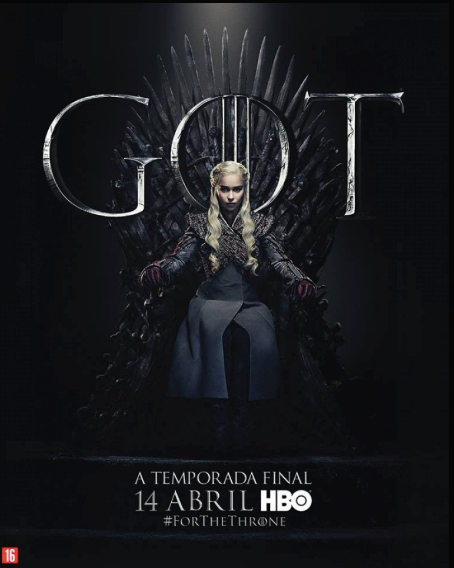 GOT
A TEMPORADA FINAL
14 ABRIL HBO
#FORTHETHRONE
16